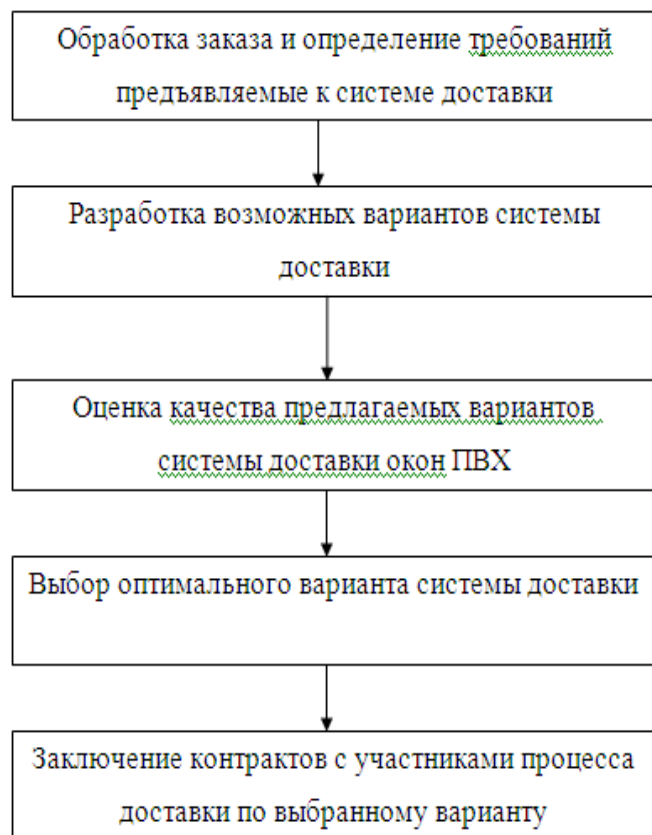 Обработка заказа и определение требований
предъявляемые к системе доставки
Разработка возможных вариантов системы
доставки
Оценка качества предлагаемых вариантов
системы доставки окон ПВХ
Выбор оптимального варианта системы доставки
Заключение контрактов с участниками процесса
доставки по выбранному варианту